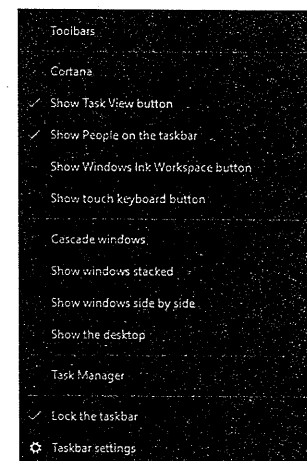 Toolbars
Cortana
Show Task View button
Show People on the taskbar
Show Windows Ink Workspace button
Show touch keyboard button
Cascade windows
Show windows stacked
Show windows side by side
Show the desktop
Task Manager
Lock the taskbar
Taskbar settings